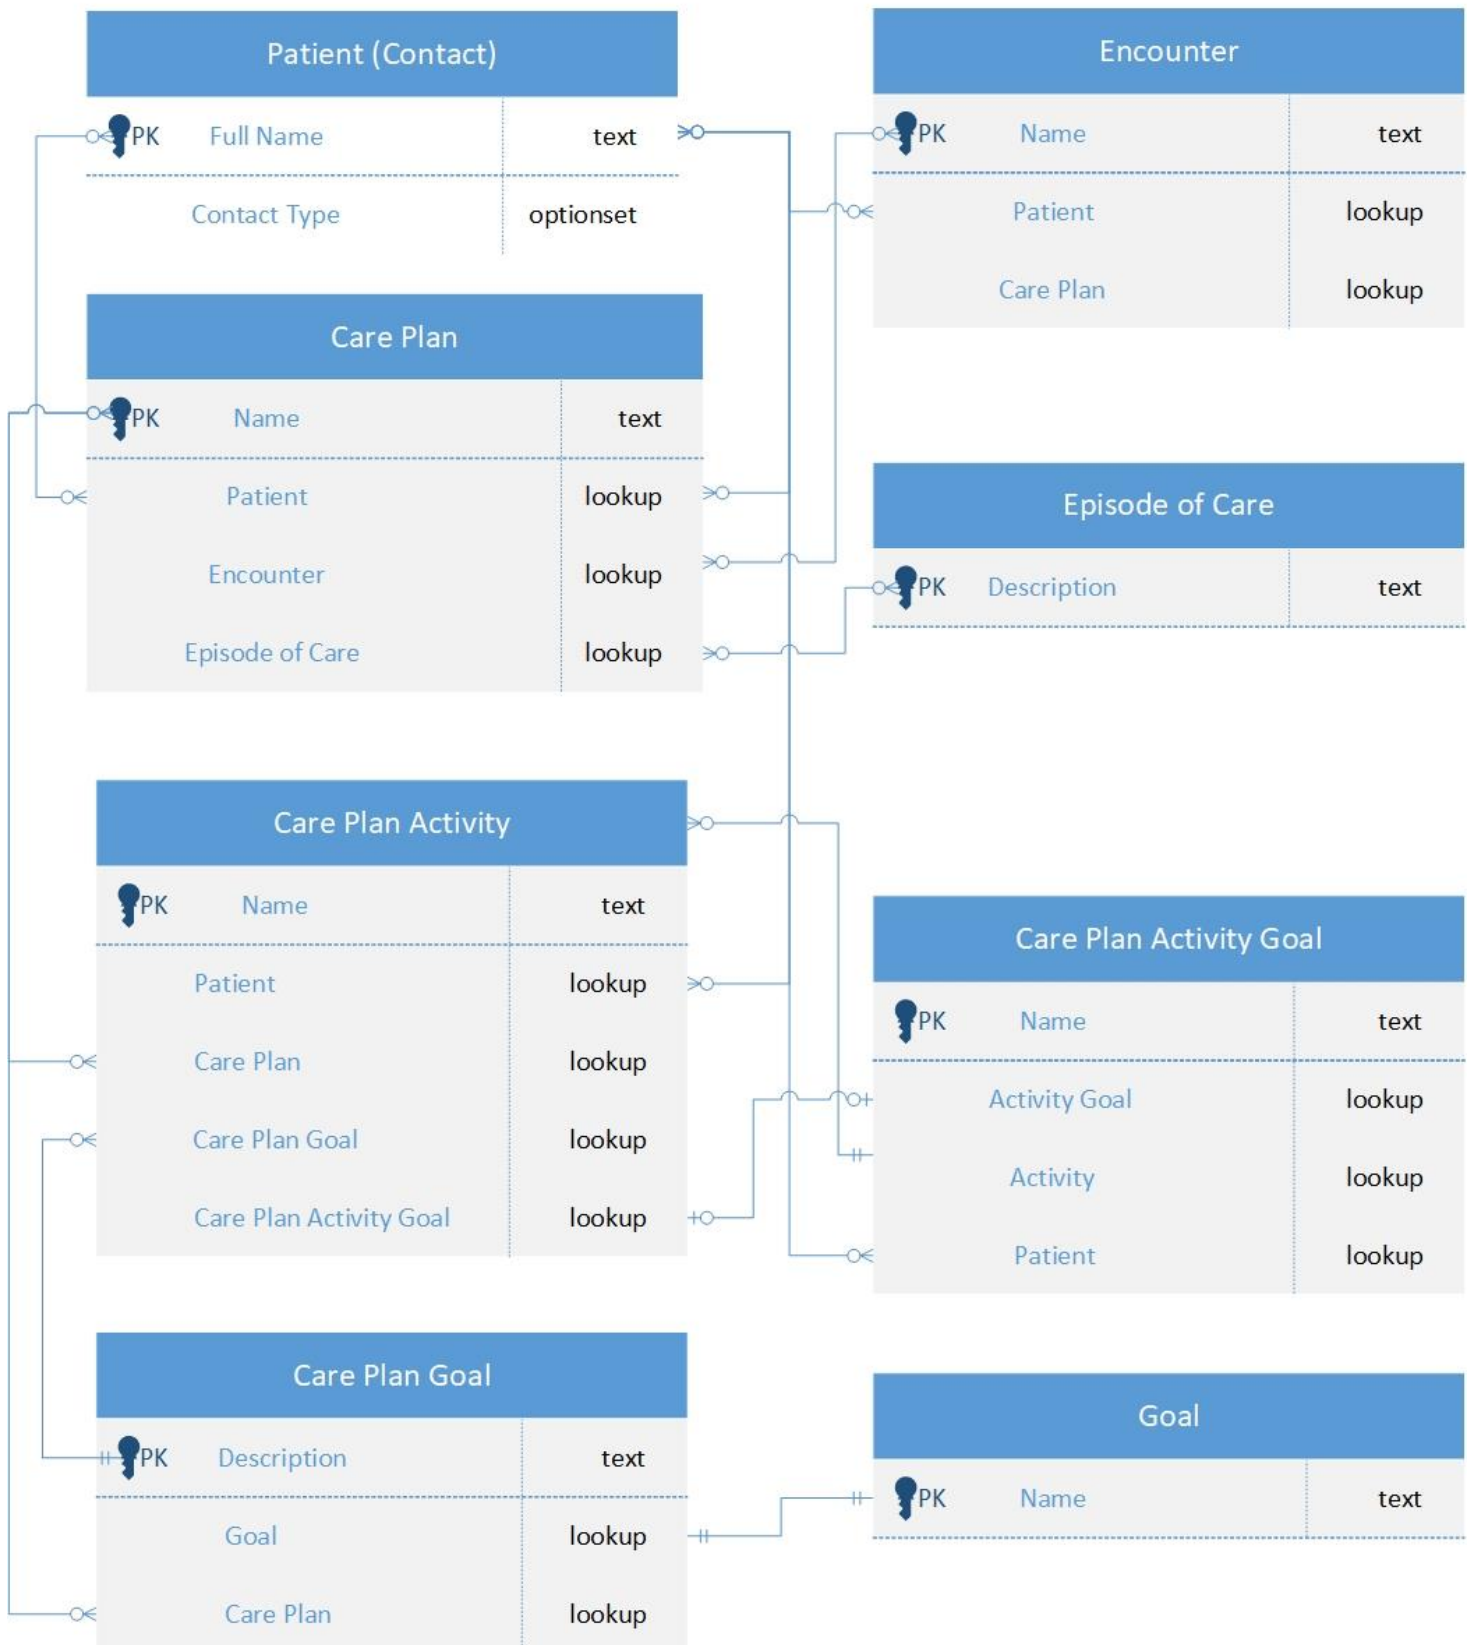 Patient (Contact)
PK Full Name text
Contact Type optionset
Encounter
PK Name text
Patient lookup
Care Plan lookup
Care Plan
PK Name text
Patient lookup
Encounter lookup
Episode of Care lookup
Episode of Care
PK Description text
Care Plan Activity
PK Name text
Patient lookup
Care Plan lookup
Care Plan Goal lookup
Care Plan Activity Goal lookup
Care Plan Activity Goal
PK Name text
Activity Goal lookup
Activity lookup
Patient lookup
Care Plan Goal
PK Description text
Goal lookup
Care Plan lookup
Goal
PK Name text